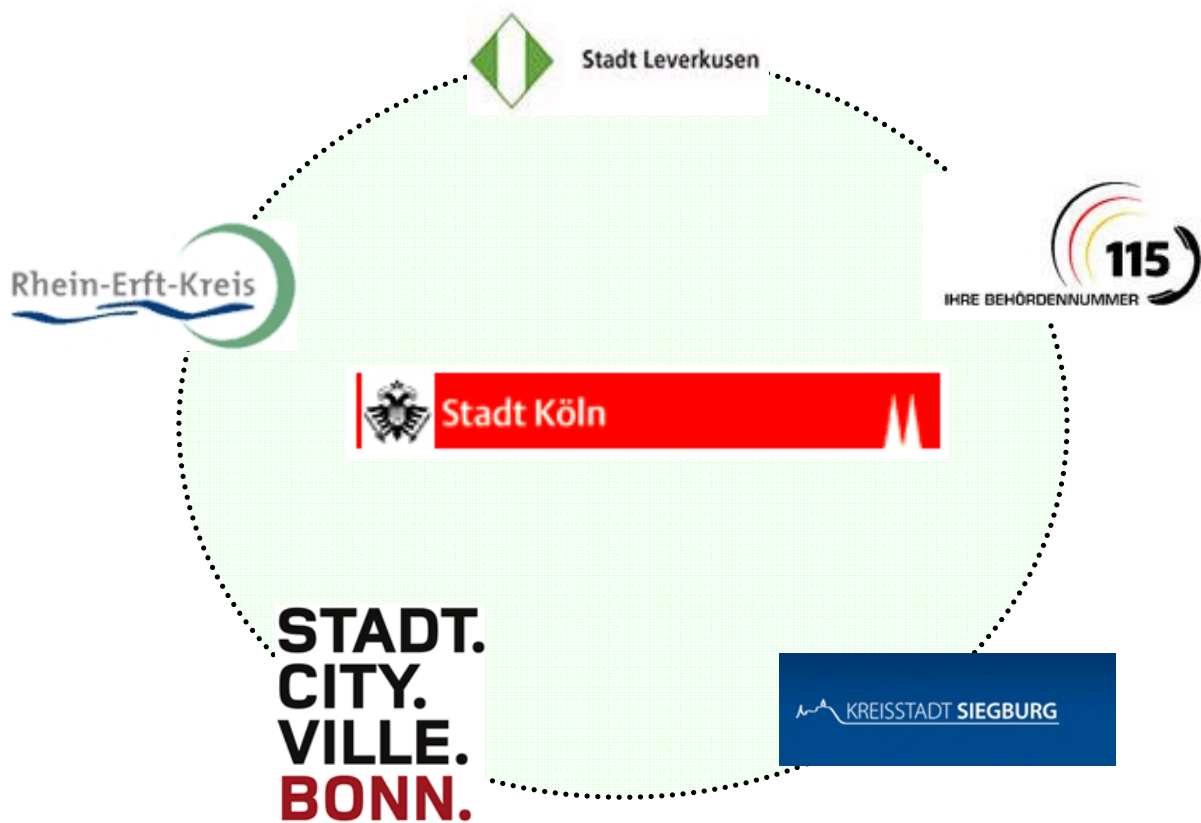 Stadt Leverkusen
115
IHRE BEHÖRDENNUMMER
Rhein-Erft-Kreis
Stadt Köln
STADT.
CITY.
VILLE.
BONN.
KREISSTADT SIEGBURG